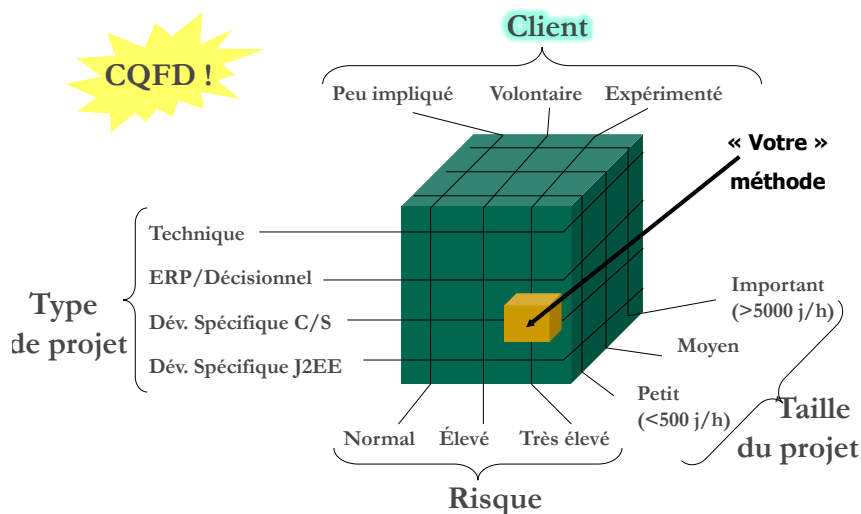 Client
CQFD !
Peu impliqué
Volontaire
Expérimenté
« Votre »
méthode
Technique
ERP/Décisionnel
Dév. Spécifique C/S
Dév. Spécifique J2EE
Type
de projet
Important
(>5000 j/h)
Moyen
Petit
(<500 j/h)
Taille
du projet
Normal
Élevé
Très élevé
Risque